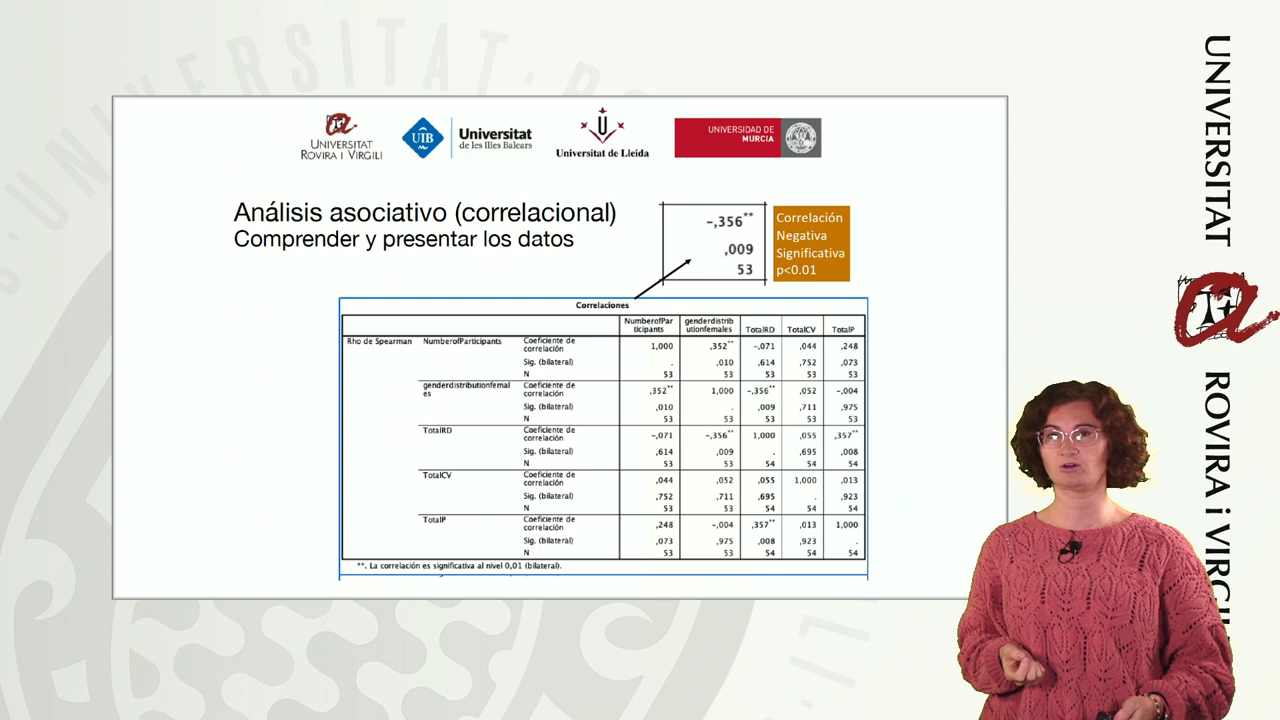 UNIVERSITAT
ROVIRA I VIRGILI
UIB
Universitat
de les Illes Balears
U
Universitat de Lleida
UNIVERSIDAD DE
MURCIA
Análisis asociativo (correlacional)
Comprender y presentar los datos
-,356**
,009
53
Correlación
Negativa
Significativa
p<0.01
Correlaciones
NumberofPar
ticipants
genderdistrib
utionfemales
TotalRD
TotalCV
TotalP
Rho de Spearman
NumberofParticipants
Coeficiente de
correlación
1,000 ,352** -,071 ,044 ,248
Sig. (bilateral) . ,010 ,614 ,752 ,073
N 53 53 53 53 53
genderdistributionfemal
es
Coeficiente de
correlación
,352** 1,000 -,356** ,052 -,004
Sig. (bilateral) ,010 . ,009 ,711 ,975
N 53 53 53 53 53
TotalRD
Coeficiente de
correlación
-,071 -,356** 1,000 ,055 ,357**
Sig. (bilateral) ,614 ,009 . ,695 ,008
N 53 53 54 54 54
TotalCV
Coeficiente de
correlación
,044 ,052 ,055 1,000 ,013
Sig. (bilateral) ,752 ,711 ,695 . ,923
N 53 53 54 54 54
TotalP
Coeficiente de
correlación
,248 -,004 ,357** ,013 1,000
Sig. (bilateral) ,073 ,975 ,008 ,923 .
N 53 53 54 54 54
**. La correlación es significativa al nivel 0,01 (bilateral).
UNIVERSITAT
ROVIRA i VIRGI